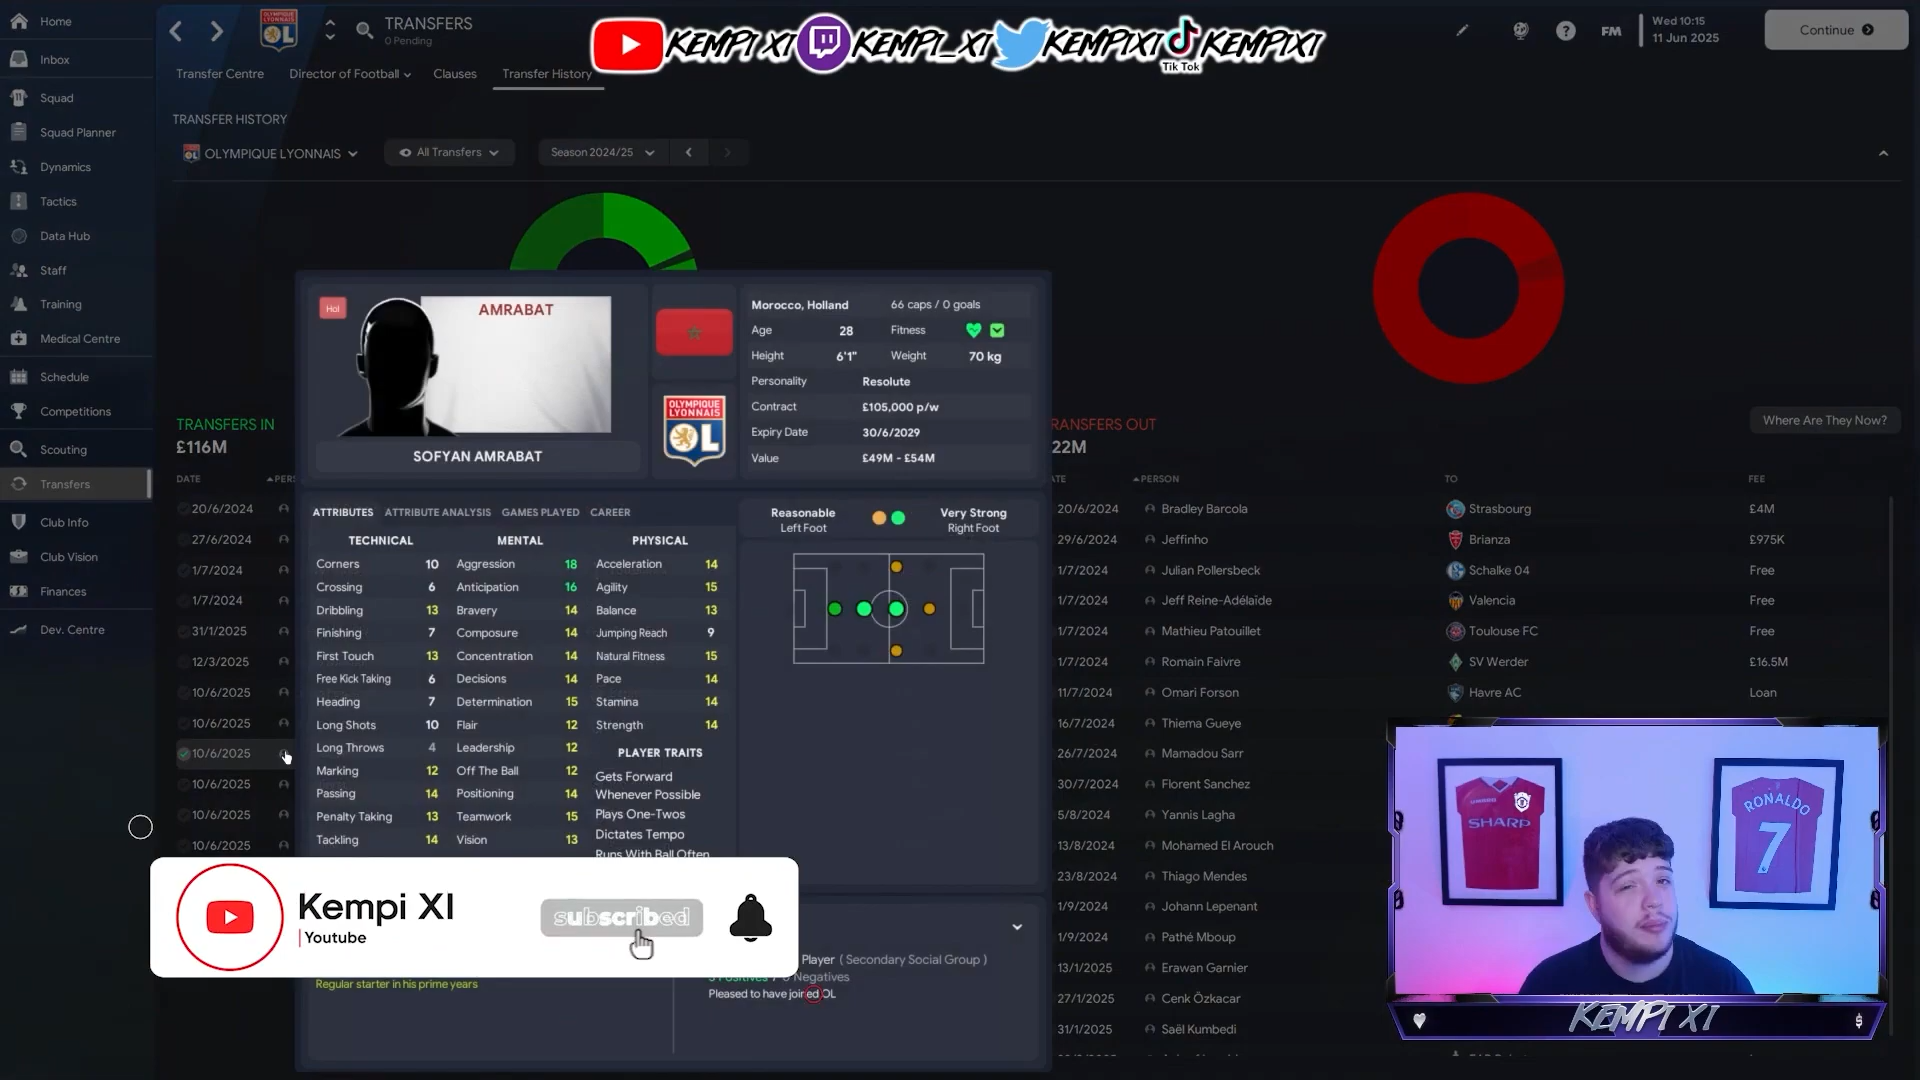 Home
Inbox
Squad
Squad Planner
Dynamics
Tactics
Data Hub
Staff
Training
Medical Centre
Schedule
Competitions
Scouting
Transfers
Club Info
Club Vision
Finances
Dev. Centre
TRANSFERS
0 Pending
KEMPI XI
KEMPI_XI
KEMPIXI
KEMPIXI
Tik Tok
FM
Wed 10:15
11 Jun 2025
Continue
Transfer Centre
Director of Football
Clauses
Transfer History
TRANSFER HISTORY
OLYMPIQUE LYONNAIS
All Transfers
Season 2024/25
TRANSFERS IN
£116M
DATE
PER
20/6/2024
27/6/2024
1/7/2024
1/7/2024
31/1/2025
12/3/2025
10/6/2025
10/6/2025
10/6/2025
10/6/2025
10/6/2025
10/6/2025
Hol
AMRABAT
SOFYAN AMRABAT
OLYMPIQUE
LYONNAIS
OL
Morocco, Holland 66 caps / 0 goals
Age 28 Fitness
Height 6'1" Weight 70 kg
Personality Resolute
Contract £105,000 p/w
Expiry Date 30/6/2029
Value £49M - £54M
ATTRIBUTES ATTRIBUTE ANALYSIS GAMES PLAYED CAREER
TECHNICAL MENTAL PHYSICAL
Corners 10 Aggression 18 Acceleration 14
Crossing 6 Anticipation 16 Agility 15
Dribbling 13 Bravery 14 Balance 13
Finishing 7 Composure 14 Jumping Reach 9
First Touch 13 Concentration 14 Natural Fitness 15
Free Kick Taking 6 Decisions 14 Pace 14
Heading 7 Determination 15 Stamina 14
Long Shots 10 Flair 12 Strength 14
Long Throws 4 Leadership 12
PLAYER TRAITS
Marking 12 Off The Ball 12
Gets Forward
Whenever Possible
Passing 14 Positioning 14
Plays One-Twos
Penalty Taking 13 Teamwork 15
Dictates Tempo
Tackling 14 Vision 13
Runs With Ball Often
Reasonable
Left Foot
Very Strong
Right Foot
Kempi XI
Youtube
subscribed
Player ( Secondary Social Group )
Negatives
Pleased to have joined OL
Regular starter in his prime years
RANSFERS OUT
22M
Where Are They Now?
ATE PERSON TO FEE
20/6/2024 Bradley Barcola Strasbourg £4M
29/6/2024 Jeffinho Brianza £975K
1/7/2024 Julian Pollersbeck Schalke 04 Free
1/7/2024 Jeff Reine-Adélaïde Valencia Free
1/7/2024 Mathieu Patouillet Toulouse FC Free
1/7/2024 Romain Faivre SV Werder £16.5M
11/7/2024 Omari Forson Havre AC Loan
16/7/2024 Thiema Gueye
26/7/2024 Mamadou Sarr
30/7/2024 Florent Sanchez
5/8/2024 Yannis Lagha
13/8/2024 Mohamed El Arouch
23/8/2024 Thiago Mendes
1/9/2024 Johann Lepenant
1/9/2024 Pathé Mboup
13/1/2025 Erawan Garnier
27/1/2025 Cenk Özkacar
31/1/2025 Saël Kumbedi
UMBRO
SHARP
RONALDO
7
KEMPI XI